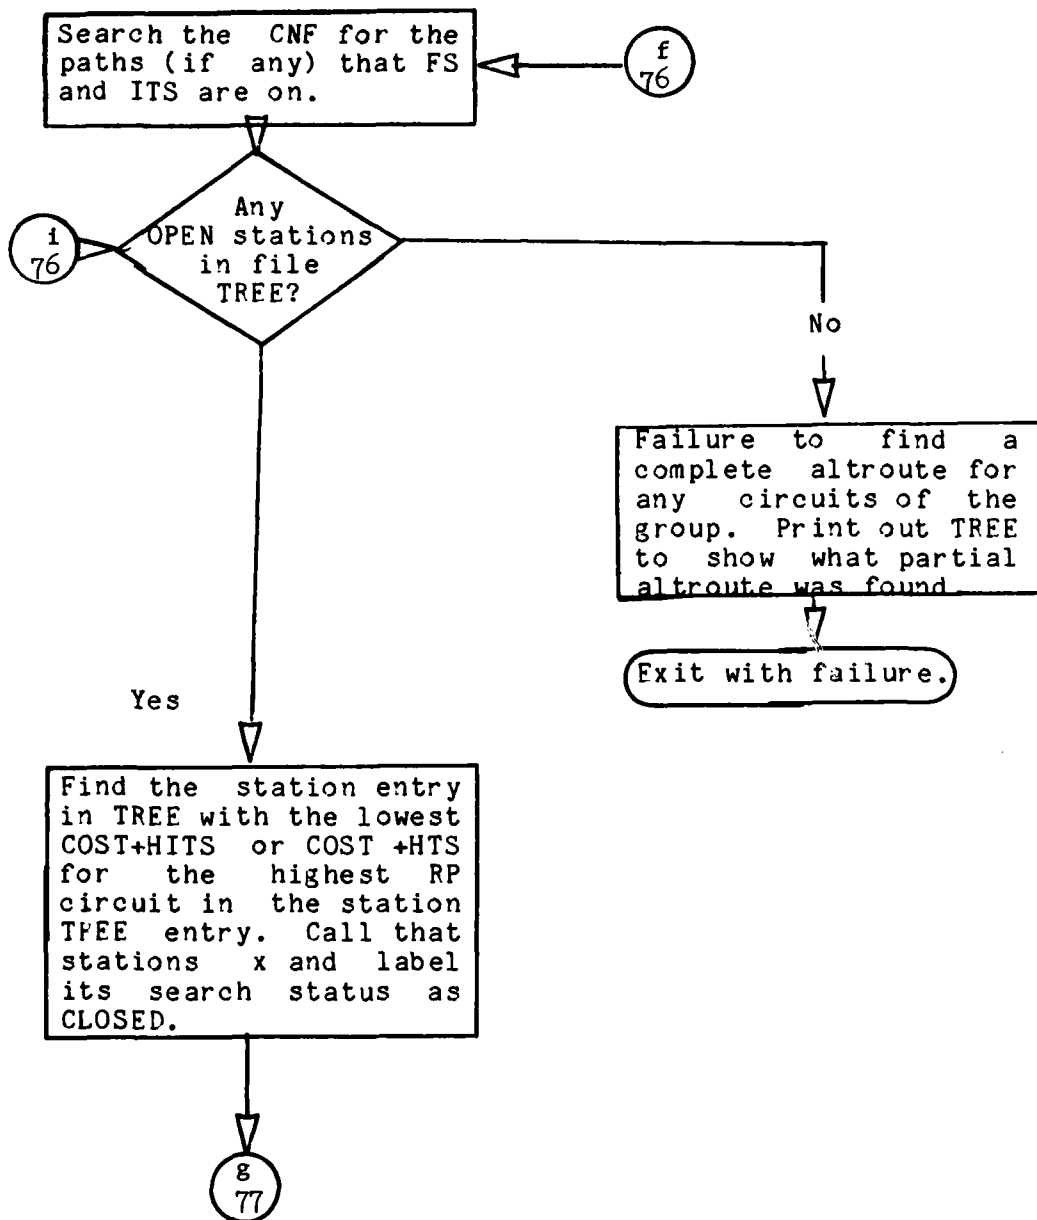 Search the CNF for the
paths (if any) that FS
and ITS are on.
f
76
Any
OPEN stations
in file
TREE?
i
76
No
Failure to find a
complete altroute for
any circuits of the
group. Print out TREE
to show what partial
altroute was found
Exit with failure.
Yes
Find the station entry
in TREE with the lowest
COST+HITS or COST +HTS
for the highest RP
circuit in the station
TREE entry. Call that
stations x and label
its search status as
CLOSED.
g
77